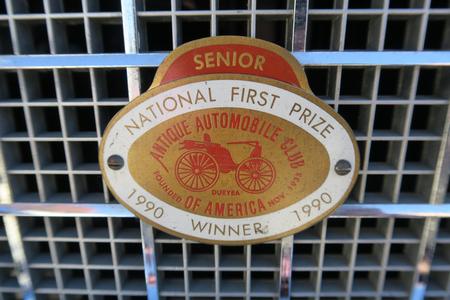 SENIOR
NATIONAL FIRST PRIZE
ANTIQUE AUTOMOBILE CLUB
DURYEA
FOUNDED NOV. 1935
OF AMERICA
1990 WINNER 1990